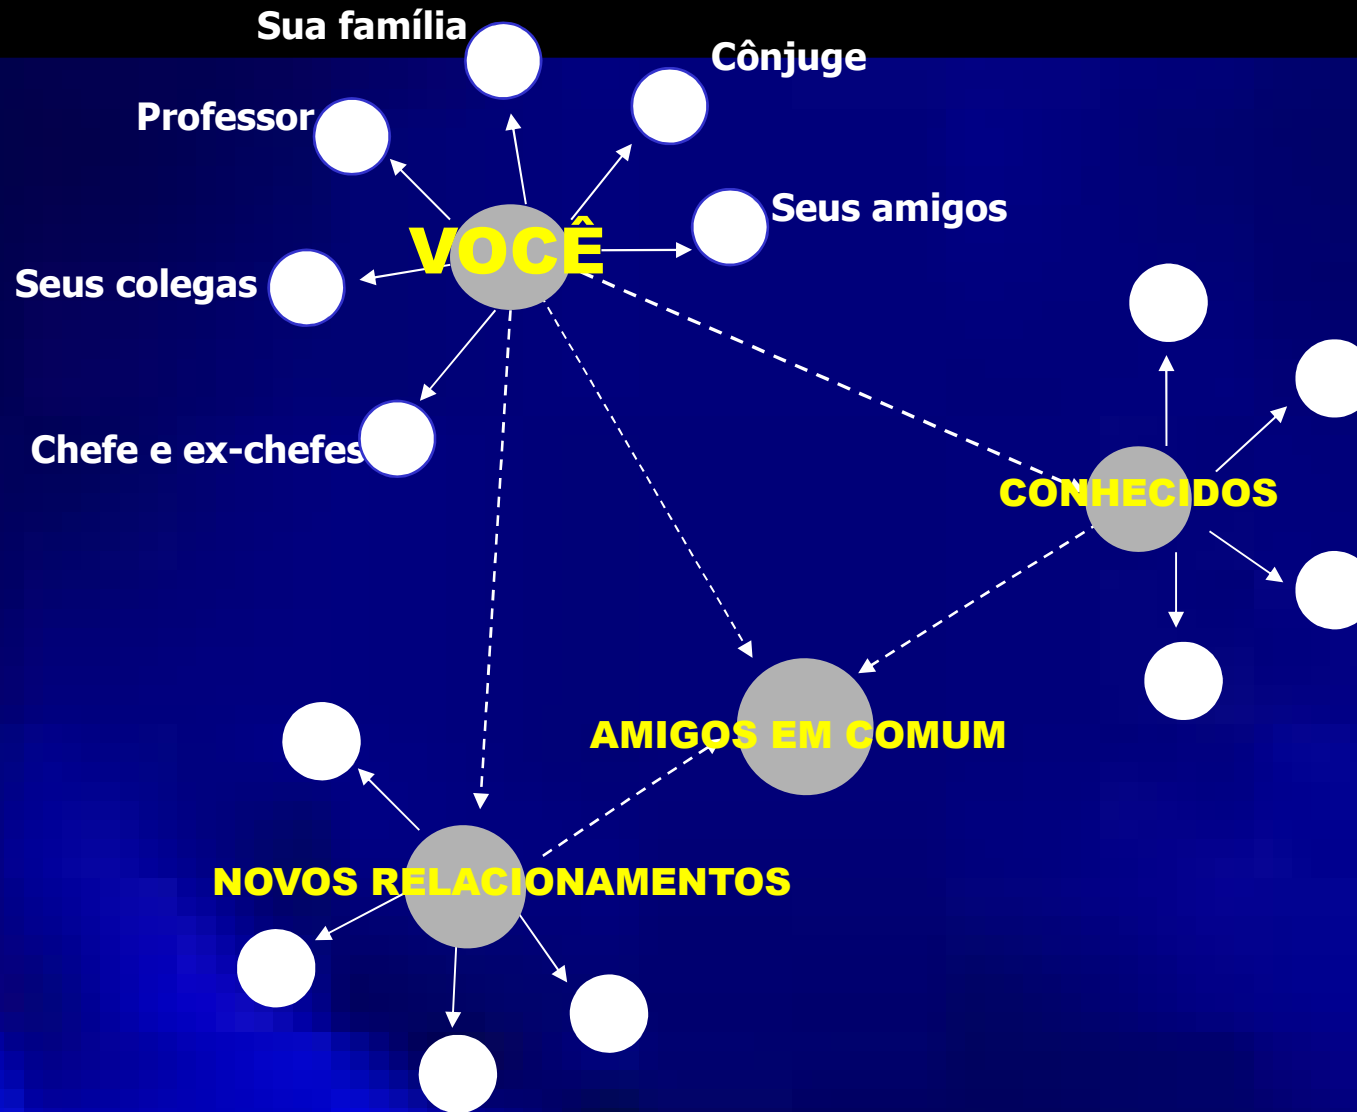 Sua família
Cônjuge
Professor
Seus amigos
VOCÊ
Seus colegas
Chefe e ex-chefes
CONHECIDOS
AMIGOS EM COMUM
NOVOS RELACIONAMENTOS